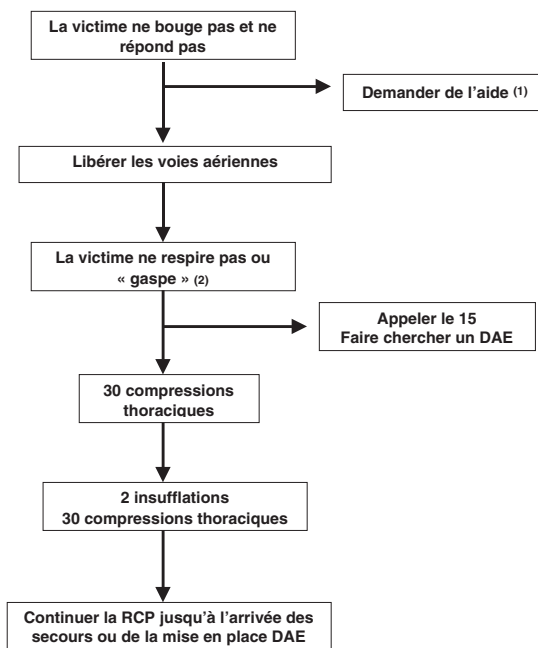 La victime ne bouge pas et ne
répond pas
Demander de l’aide (1)
Libérer les voies aériennes
La victime ne respire pas ou
« gaspe » (2)
Appeler le 15
Faire chercher un DAE
30 compressions
thoraciques
2 insufflations
30 compressions thoraciques
Continuer la RCP jusqu’à l’arrivée des
secours ou de la mise en place DAE